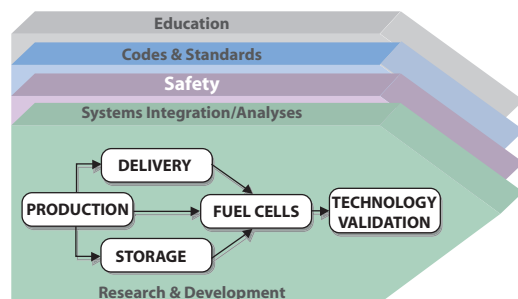 Education
Codes & Standards
Safety
Systems Integration/Analyses
DELIVERY
PRODUCTION
FUEL CELLS
TECHNOLOGY
VALIDATION
STORAGE
Research & Development